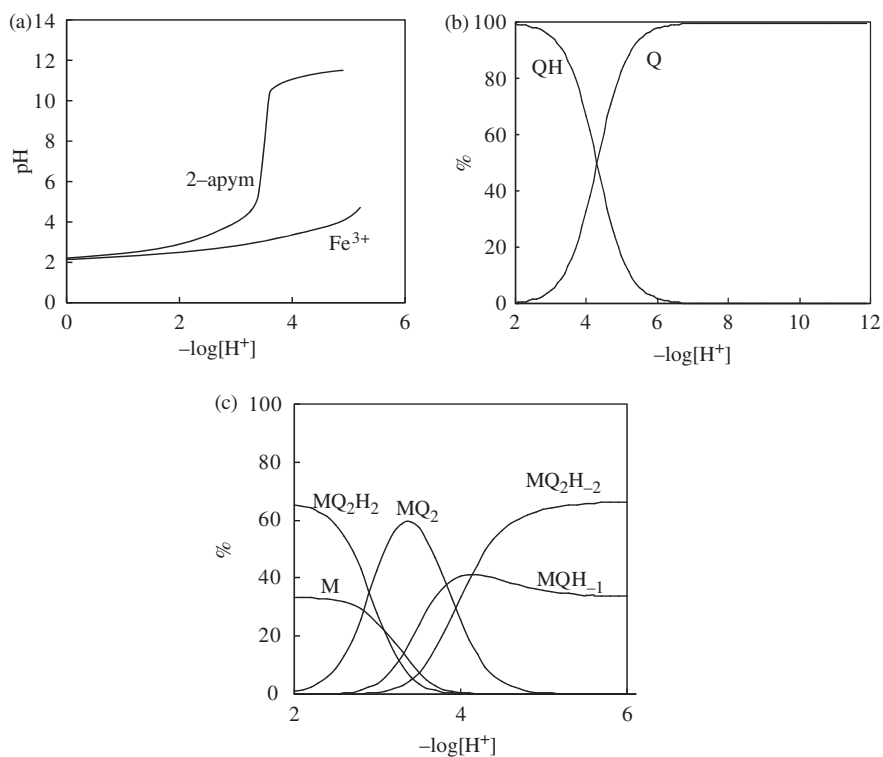 (a)
14
12
10
8
6
4
2
0
pH
2–apym
Fe³⁺
0 2 4 6
–log[H⁺]
(b)
100
80
60
40
20
0
%
QH
Q
2 4 6 8 10 12
–log[H⁺]
(c)
100
80
60
40
20
0
%
MQ₂H₂
MQ₂
MQ₂H₋₂
M
MQH₋₁
2 4 6
–log[H⁺]